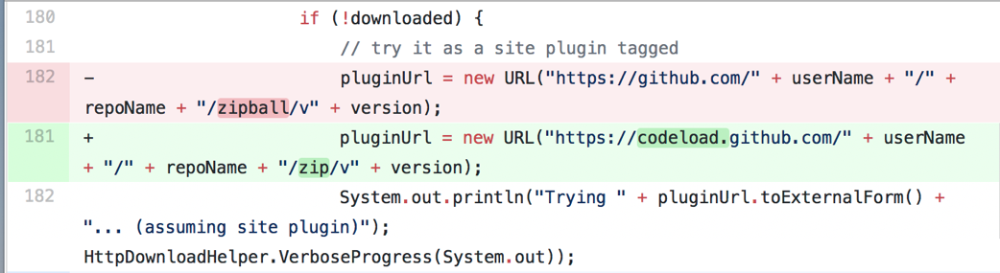 180 if (!downloaded) {
181 // try it as a site plugin tagged
182 - pluginUrl = new URL("https://github.com/" + userName + "/" +
repoName + "/zipball/v" + version);
181 + pluginUrl = new URL("https://codeload.github.com/" + userName
+ "/" + repoName + "/zip/v" + version);
182 System.out.println("Trying " + pluginUrl.toExternalForm() +
"... (assuming site plugin)");
HttpDownloadHelper.VerboseProgress(System.out));